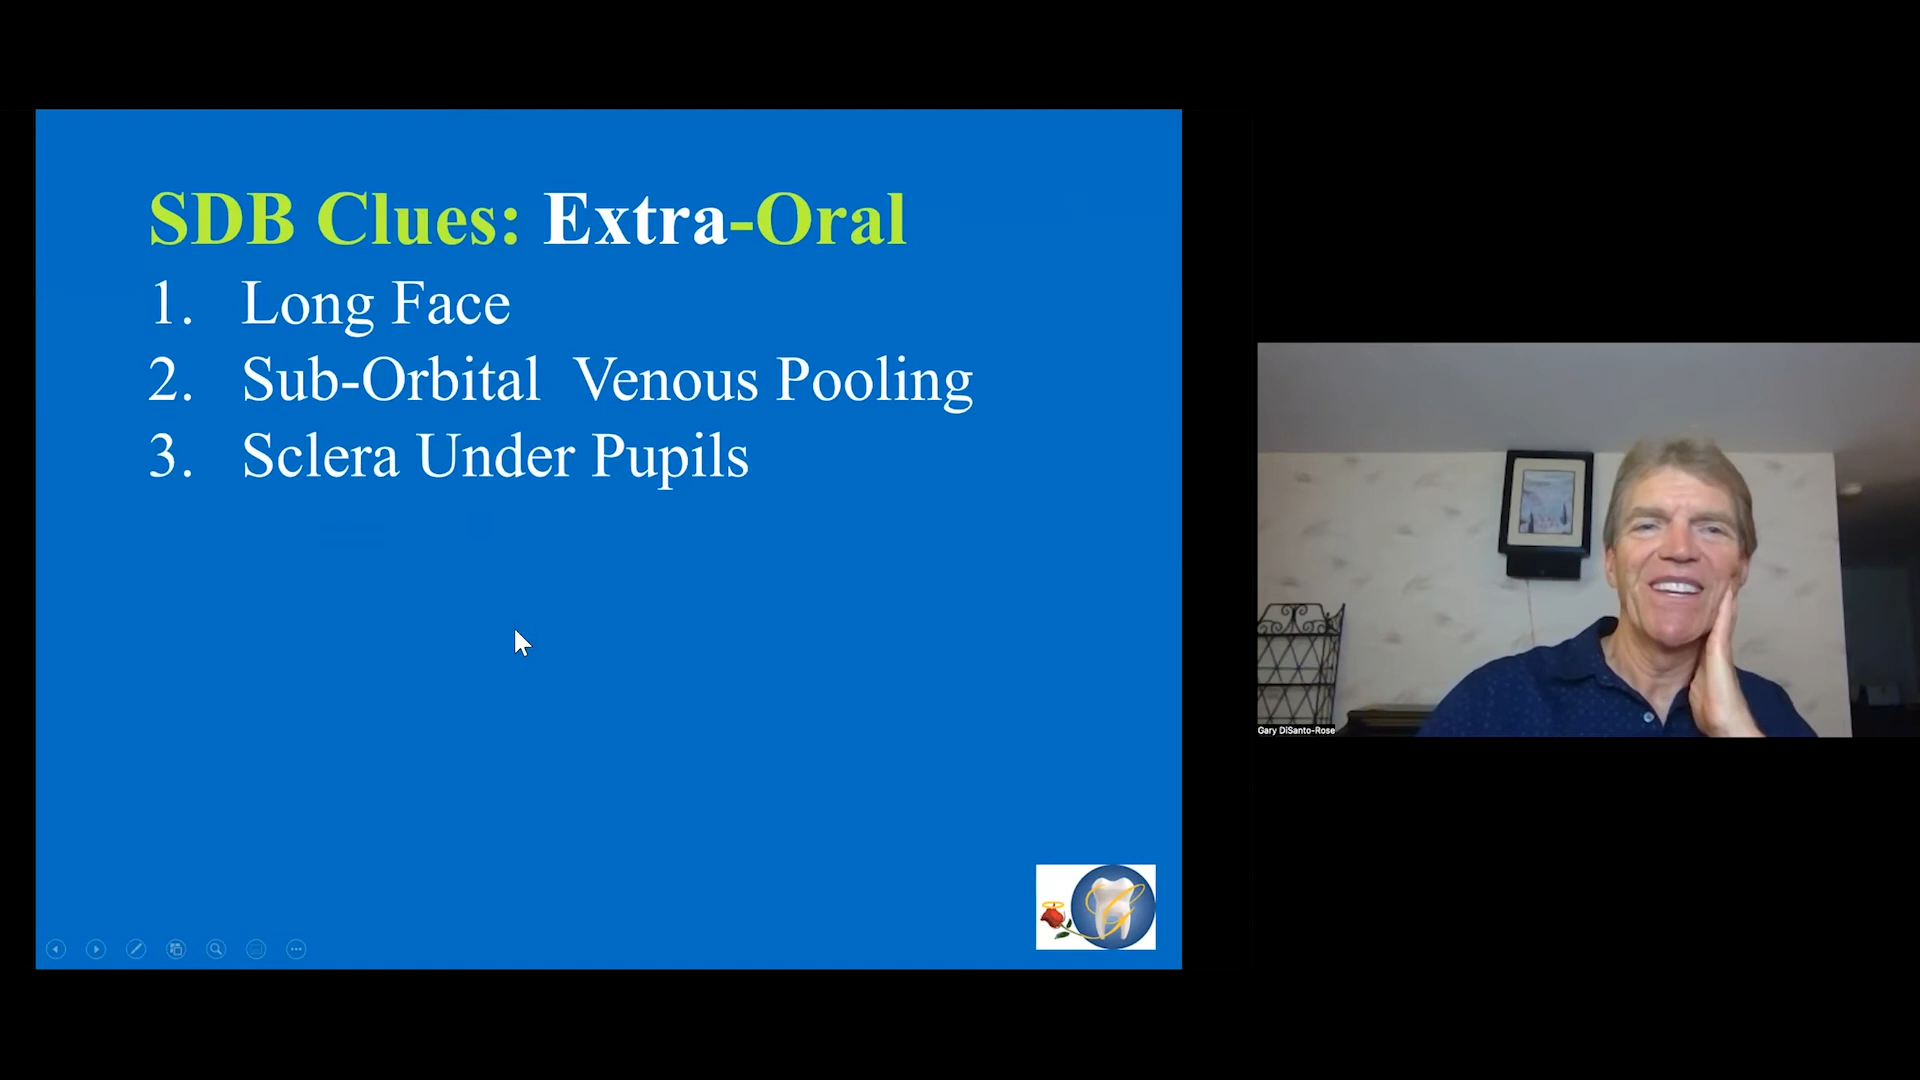 SDB Clues: Extra-Oral
1. Long Face
2. Sub-Orbital Venous Pooling
3. Sclera Under Pupils
G
Gary DiSanto-Rose